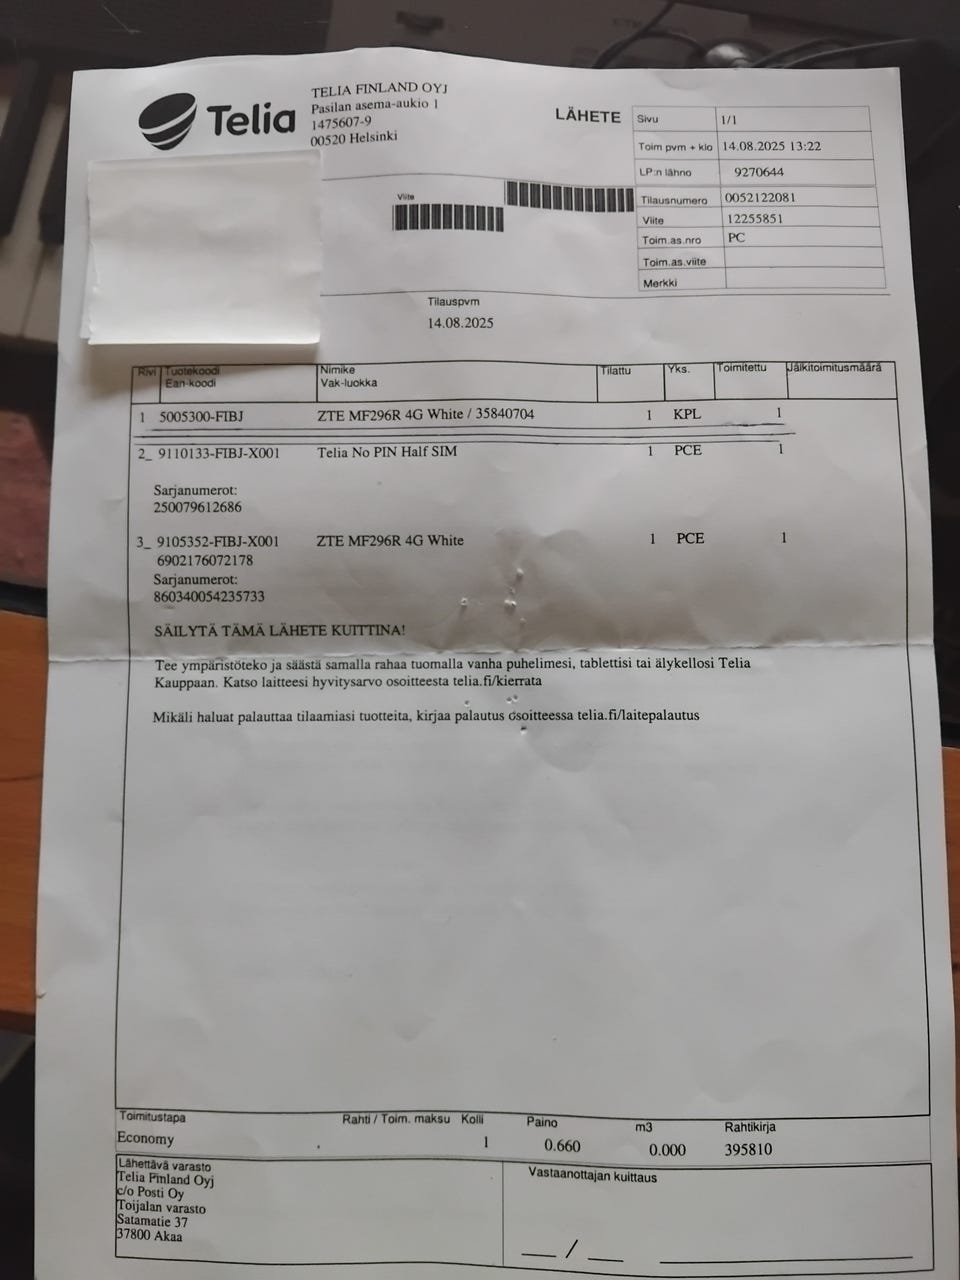 Telia
TELIA FINLAND OYJ
Pasilan asema-aukio 1
1475607-9
00520 Helsinki
LÄHETE
Sivu 1/1
Toim pvm + klo 14.08.2025 13:22
LP:n lähno 9270644
Tilausnumero 0052122081
Viite 12255851
Toim.as.nro PC
Toim.as.viite
Merkki
Viite
Tilauspvm
14.08.2025
Rivi Tuotekoodi Nimike Tilattu Yks. Toimitettu Jälkitoimitusmäärä
Ean-koodi Vak-luokka
1 5005300-FIBJ ZTE MF296R 4G White / 35840704 1 KPL 1
2_ 9110133-FIBJ-X001 Telia No PIN Half SIM 1 PCE 1
Sarjanumerot:
250079612686
3_ 9105352-FIBJ-X001 ZTE MF296R 4G White 1 PCE 1
6902176072178
Sarjanumerot:
860340054235733
SÄILYTÄ TÄMÄ LÄHETE KUITTINA!
Tee ympäristöteko ja säästä samalla rahaa tuomalla vanha puhelimesi, tablettisi tai älykellosi Telia
Kauppaan. Katso laitteesi hyvitysarvo osoitteesta telia.fi/kierrata
Mikäli haluat palauttaa tilaamiasi tuotteita, kirjaa palautus osoitteessa telia.fi/laitepalautus
Toimitustapa Rahti / Toim. maksu Kolli Paino m3 Rahtikirja
Economy . 1 0.660 0.000 395810
Lähettävä varasto
Telia Finland Oyj
c/o Posti Oy
Toijalan varasto
Satamatie 37
37800 Akaa
Vastaanottajan kuittaus
__ / __ ____